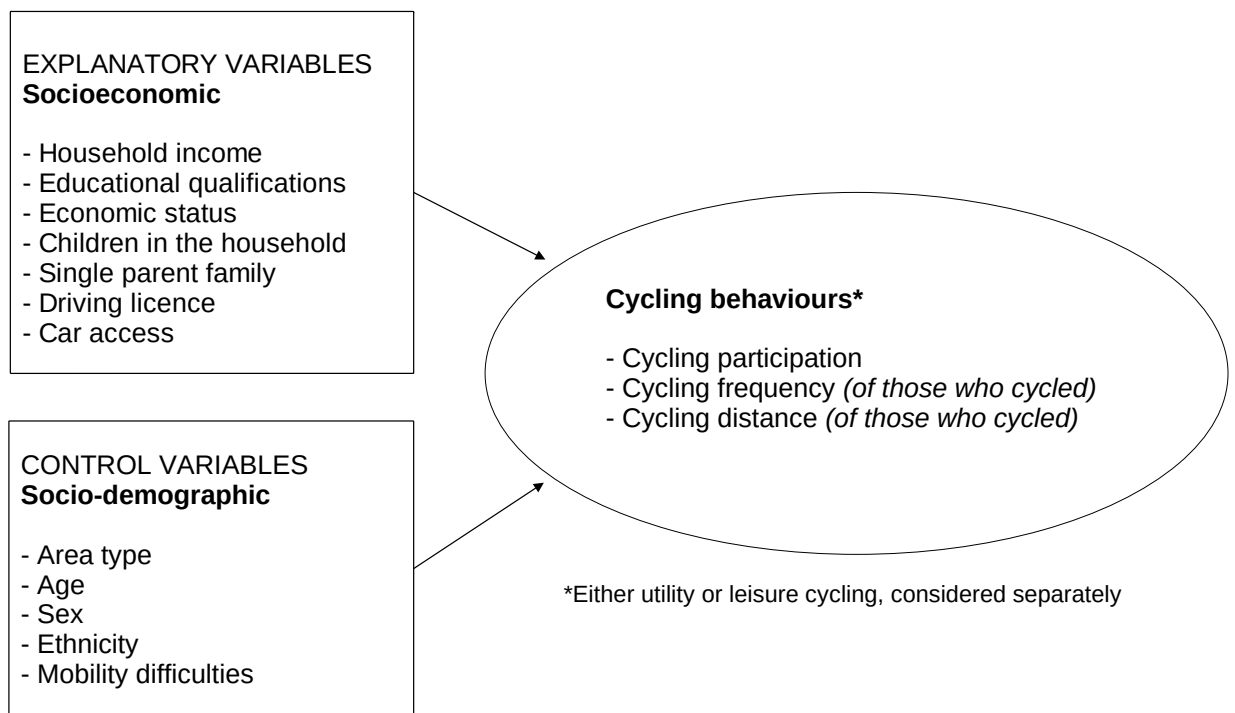 EXPLANATORY VARIABLES
Socioeconomic
- Household income
- Educational qualifications
- Economic status
- Children in the household
- Single parent family
- Driving licence
- Car access
Cycling behaviours*
- Cycling participation
- Cycling frequency (of those who cycled)
- Cycling distance (of those who cycled)
CONTROL VARIABLES
Socio-demographic
- Area type
- Age
- Sex
- Ethnicity
- Mobility difficulties
*Either utility or leisure cycling, considered separately